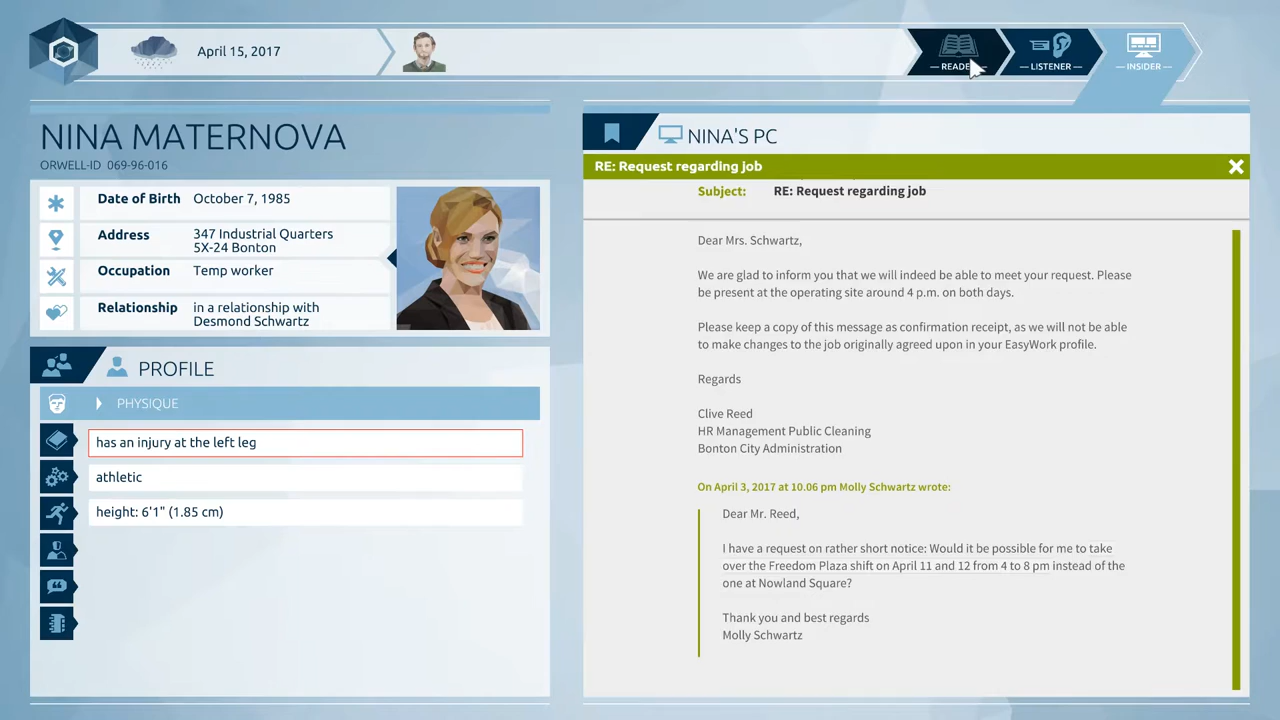 April 15, 2017
— READER —
— LISTENER —
— INSIDER —
NINA MATERNOVA
ORWELL-ID 069-96-016
Date of Birth October 7, 1985
Address 347 Industrial Quarters
5X-24 Bonton
Occupation Temp worker
Relationship in a relationship with
Desmond Schwartz
PROFILE
PHYSIQUE
has an injury at the left leg
athletic
height: 6'1" (1.85 cm)
NINA'S PC
RE: Request regarding job
Subject: RE: Request regarding job
Dear Mrs. Schwartz,
We are glad to inform you that we will indeed be able to meet your request. Please
be present at the operating site around 4 p.m. on both days.
Please keep a copy of this message as confirmation receipt, as we will not be able
to make changes to the job originally agreed upon in your EasyWork profile.
Regards
Clive Reed
HR Management Public Cleaning
Bonton City Administration
On April 3, 2017 at 10.06 pm Molly Schwartz wrote:
Dear Mr. Reed,
I have a request on rather short notice: Would it be possible for me to take
over the Freedom Plaza shift on April 11 and 12 from 4 to 8 pm instead of the
one at Nowland Square?
Thank you and best regards
Molly Schwartz